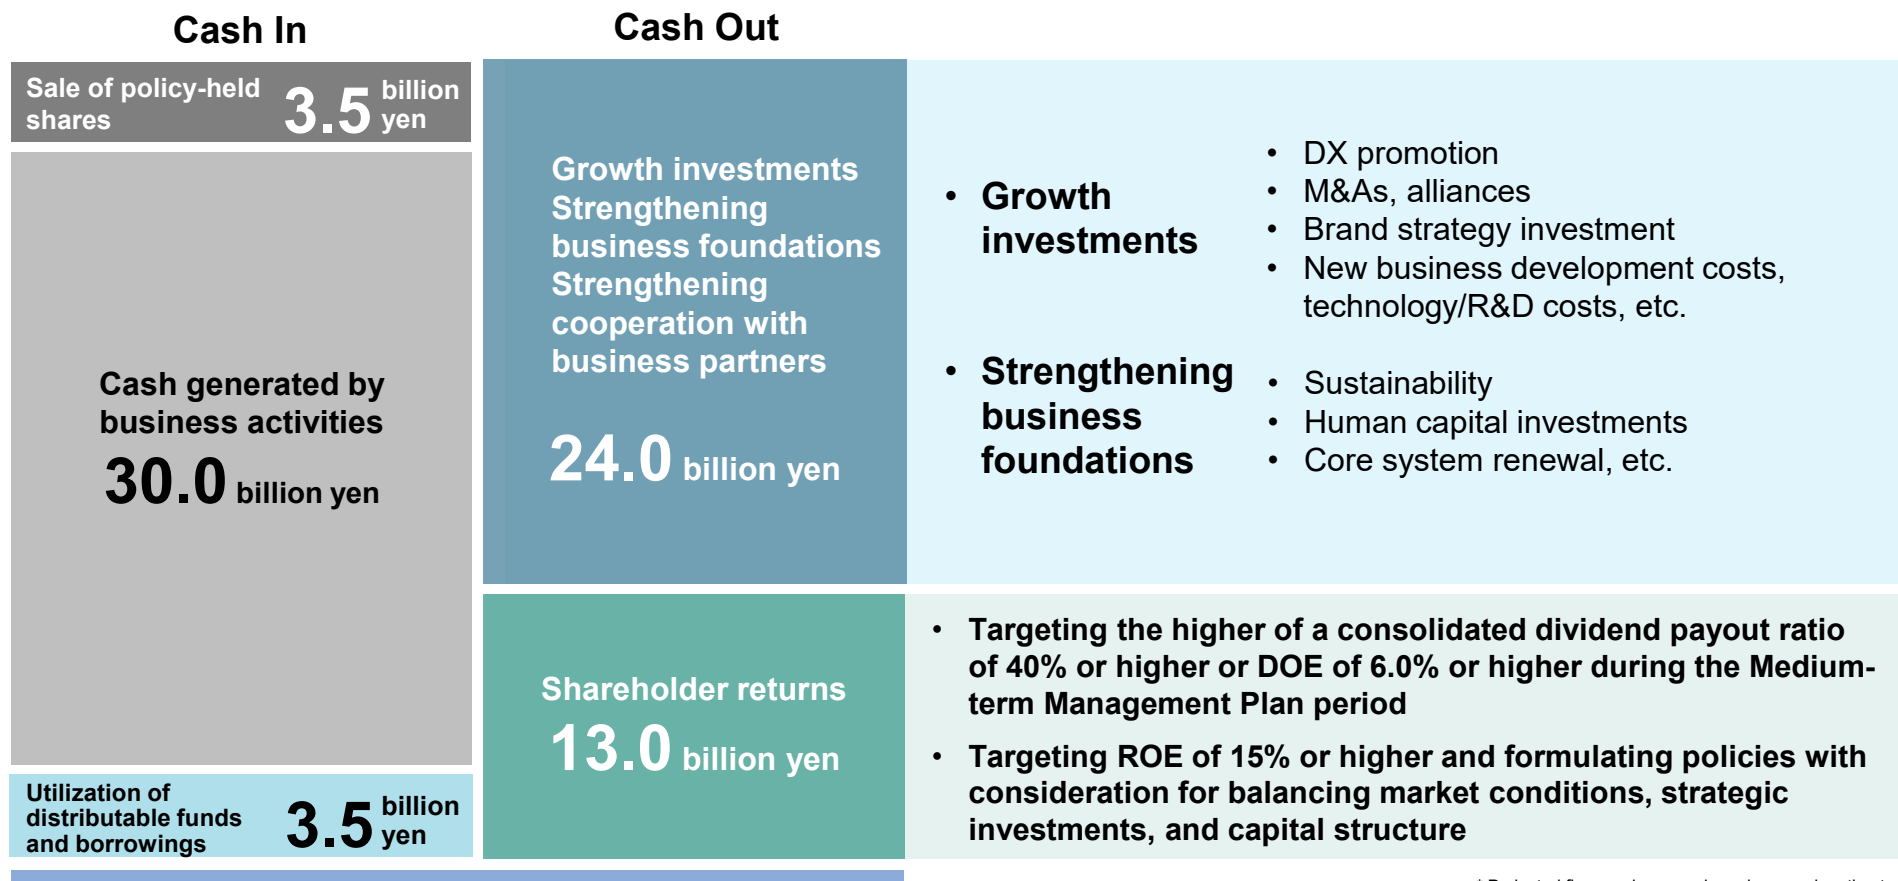 Cash In
Cash Out
Sale of policy-held
shares
3.5 billion
yen
Cash generated by
business activities
30.0 billion yen
Utilization of
distributable funds
and borrowings
3.5 billion
yen
Growth investments
Strengthening
business foundations
Strengthening
cooperation with
business partners
24.0 billion yen
• Growth
investments
• DX promotion
• M&As, alliances
• Brand strategy investment
• New business development costs,
technology/R&D costs, etc.
• Strengthening
business
foundations
• Sustainability
• Human capital investments
• Core system renewal, etc.
Shareholder returns
13.0 billion yen
• Targeting the higher of a consolidated dividend payout ratio
of 40% or higher or DOE of 6.0% or higher during the Medium-
term Management Plan period
• Targeting ROE of 15% or higher and formulating policies with
consideration for balancing market conditions, strategic
investments, and capital structure